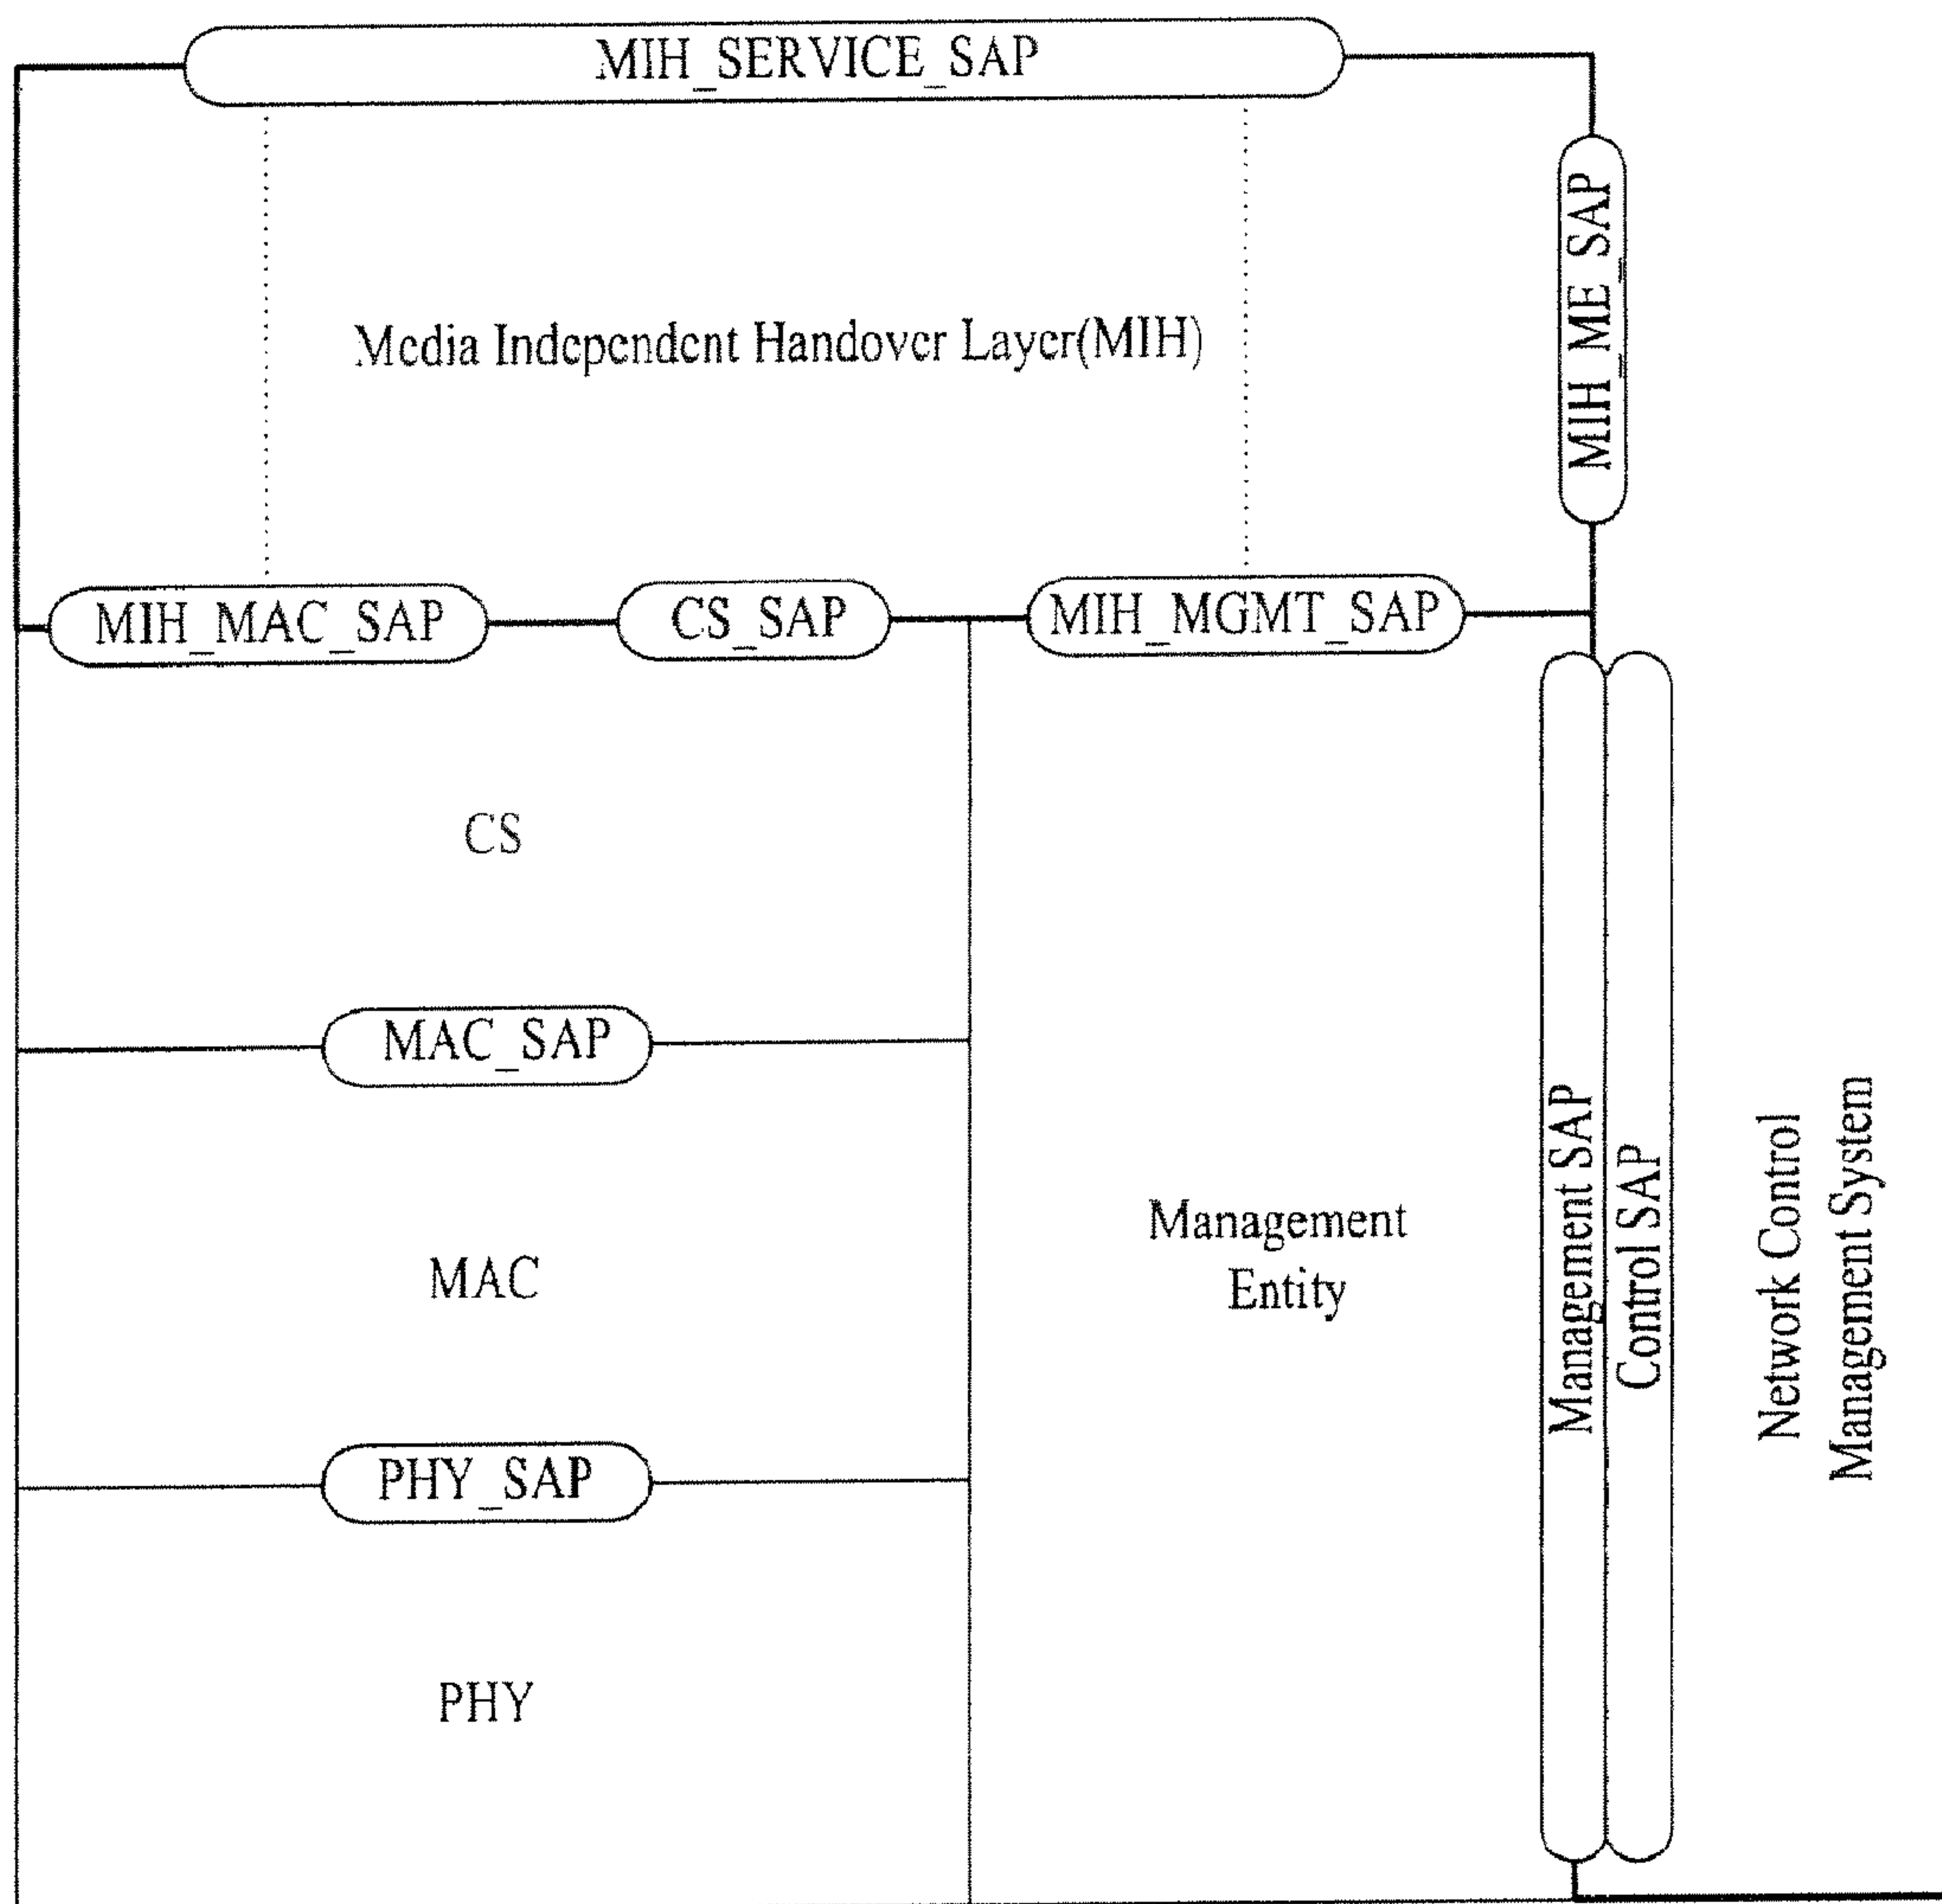 MIH_SERVICE_SAP
MIH_ME_SAP
Media Independent Handover Layer(MIH)
MIH_MAC_SAP
CS_SAP
MIH_MGMT_SAP
CS
MAC_SAP
MAC
Management
Entity
Management SAP
Control SAP
Network Control
Management System
PHY_SAP
PHY